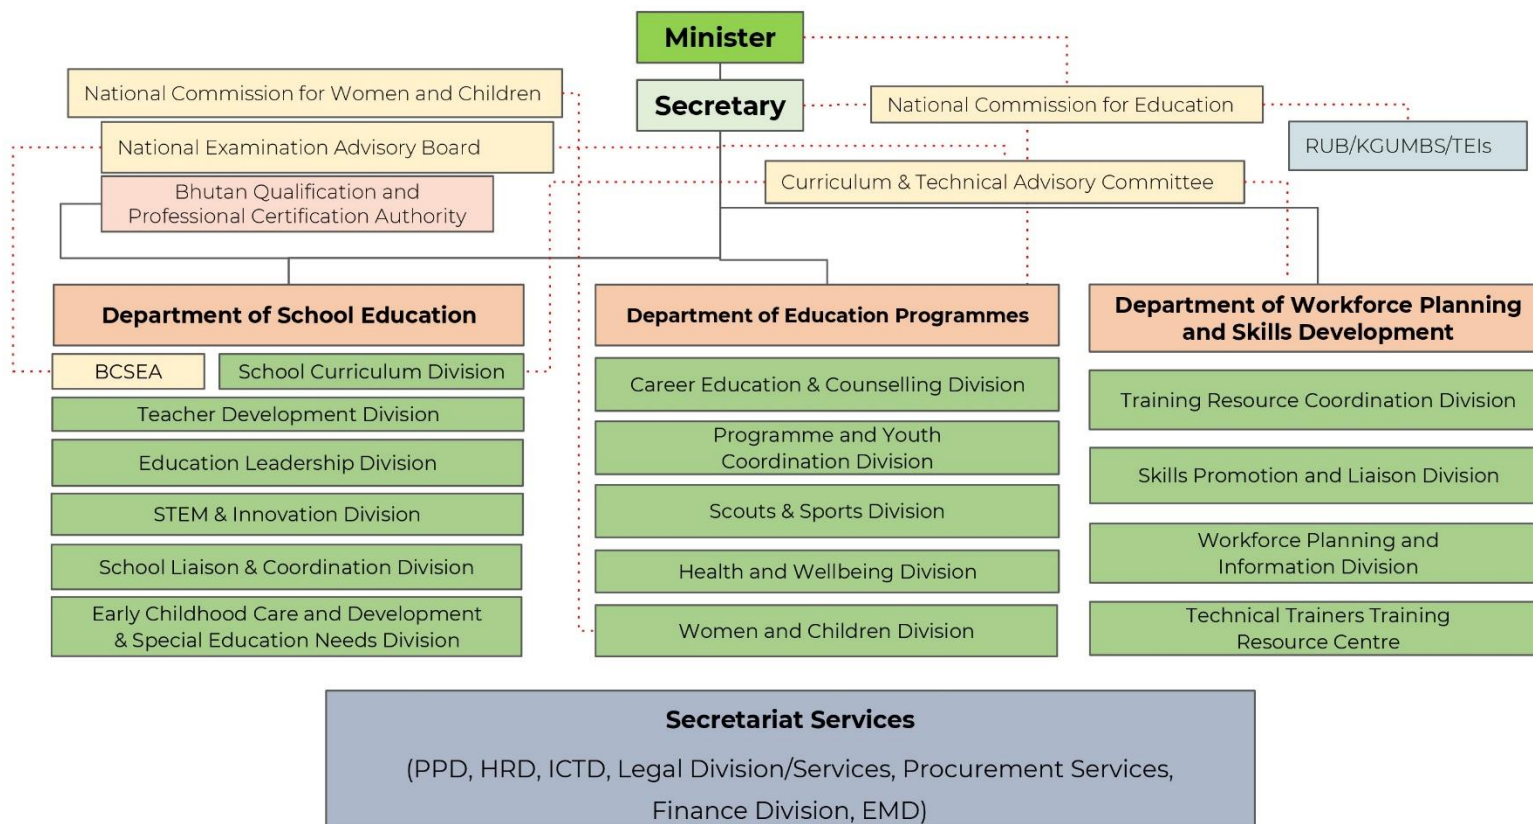 Minister
Secretary
National Commission for Women and Children
National Commission for Education
National Examination Advisory Board
RUB/KGUMBS/TEIs
Curriculum & Technical Advisory Committee
Bhutan Qualification and
Professional Certification Authority
Department of School Education
BCSEA
School Curriculum Division
Teacher Development Division
Education Leadership Division
STEM & Innovation Division
School Liaison & Coordination Division
Early Childhood Care and Development
& Special Education Needs Division
Department of Education Programmes
Career Education & Counselling Division
Programme and Youth
Coordination Division
Scouts & Sports Division
Health and Wellbeing Division
Women and Children Division
Department of Workforce Planning
and Skills Development
Training Resource Coordination Division
Skills Promotion and Liaison Division
Workforce Planning and
Information Division
Technical Trainers Training
Resource Centre
Secretariat Services
(PPD, HRD, ICTD, Legal Division/Services, Procurement Services,
Finance Division, EMD)